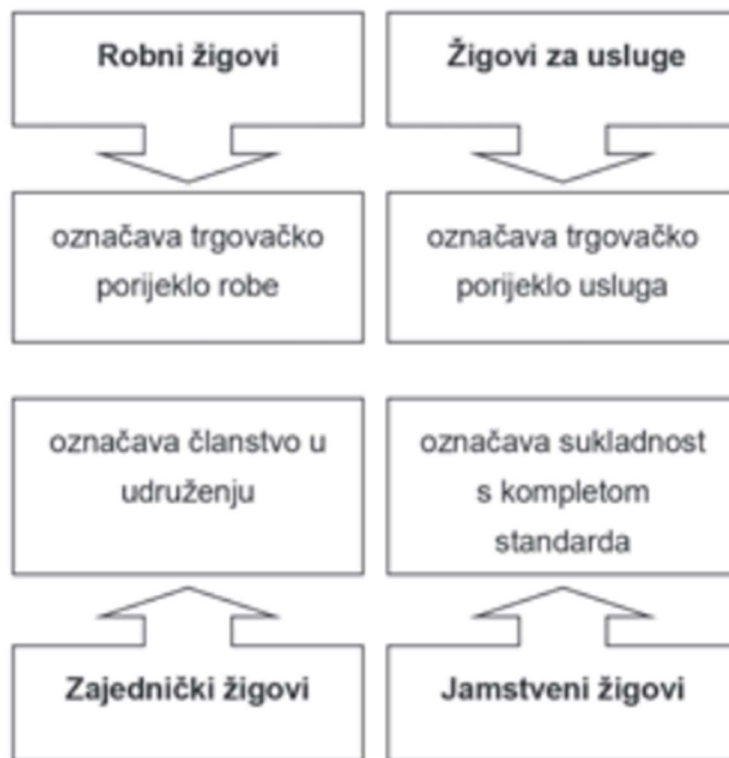 Robni žigovi
Žigovi za usluge
označava trgovačko
porijeklo robe
označava trgovačko
porijeklo usluga
označava članstvo u
udruženju
označava sukladnost
s kompletom
standarda
Zajednički žigovi
Jamstveni žigovi